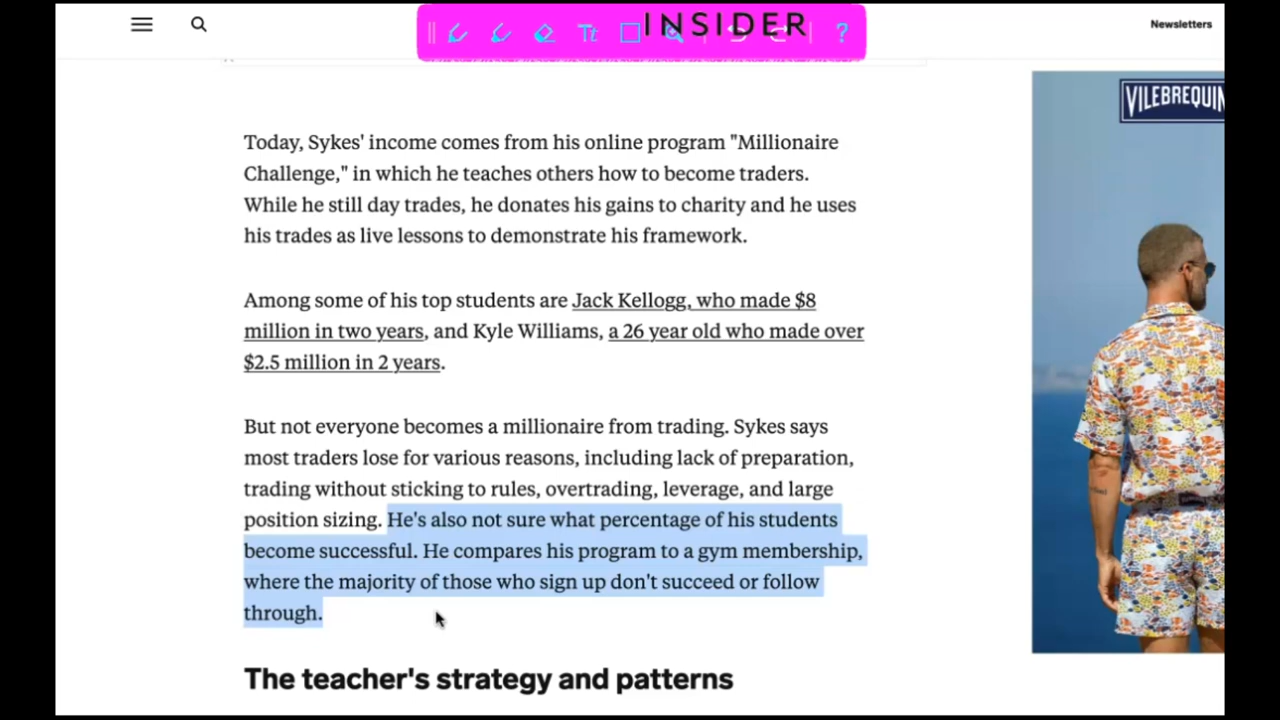 INSIDER
Tt
?
Newsletters
VILEBREQUIN
Today, Sykes' income comes from his online program "Millionaire
Challenge," in which he teaches others how to become traders.
While he still day trades, he donates his gains to charity and he uses
his trades as live lessons to demonstrate his framework.
Among some of his top students are Jack Kellogg, who made $8
million in two years, and Kyle Williams, a 26 year old who made over
$2.5 million in 2 years.
But not everyone becomes a millionaire from trading. Sykes says
most traders lose for various reasons, including lack of preparation,
trading without sticking to rules, overtrading, leverage, and large
position sizing. He's also not sure what percentage of his students
become successful. He compares his program to a gym membership,
where the majority of those who sign up don't succeed or follow
through.
The teacher's strategy and patterns